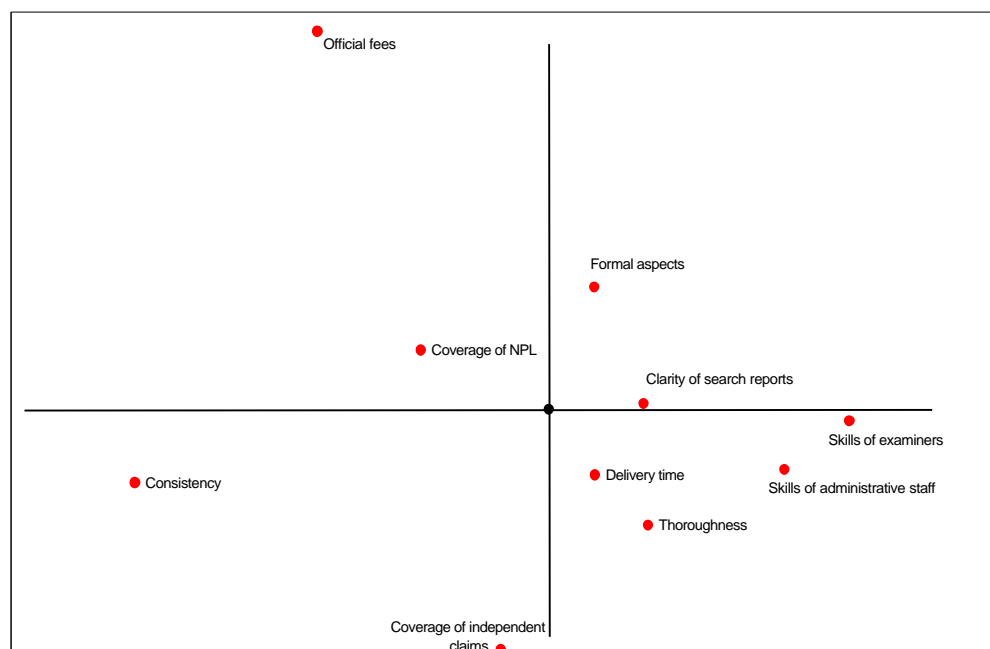 Official fees
Formal aspects
Coverage of NPL
Clarity of search reports
Skills of examiners
Consistency
Delivery time
Skills of administrative staff
Thoroughness
Coverage of independent
claims